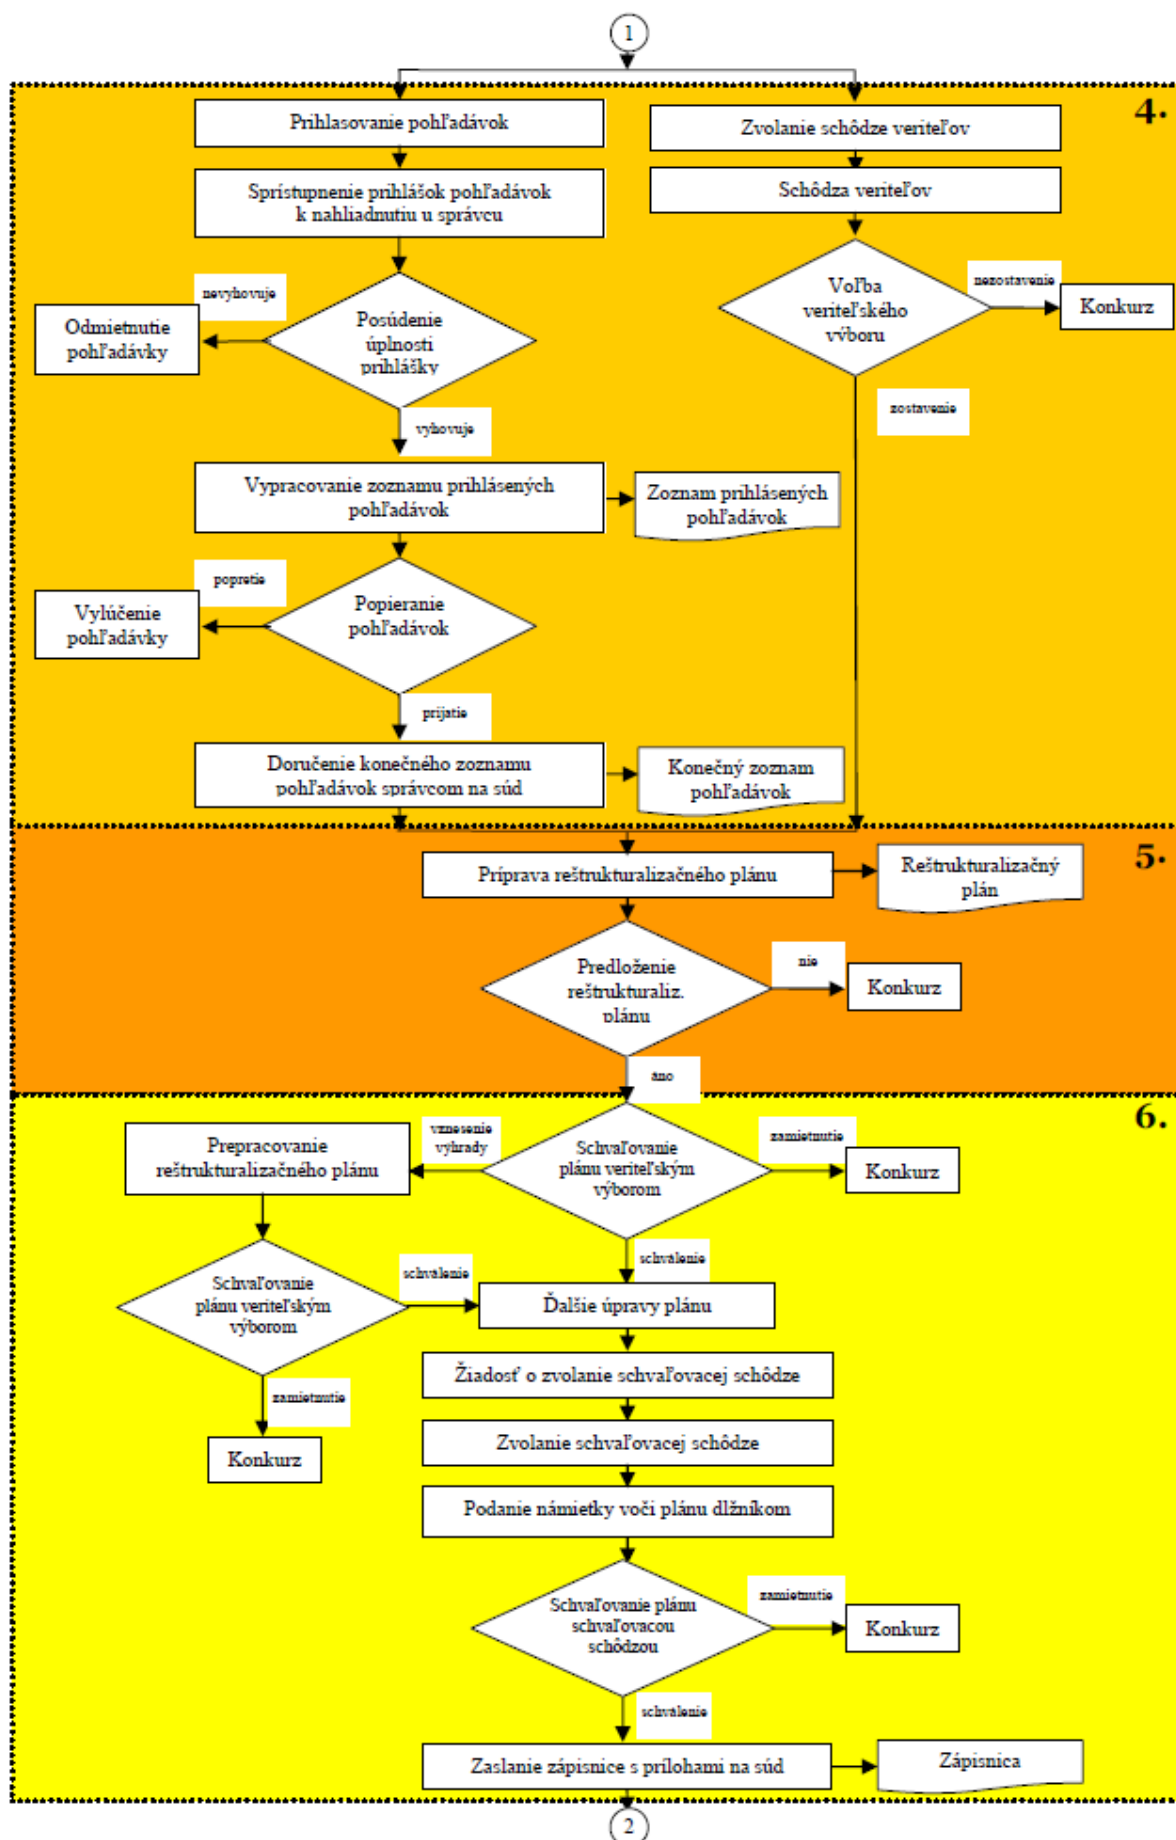 1
4.
Prihlasovanie pohľadávok
Zvolanie schôdze veriteľov
Sprístupnenie prihlášok pohľadávok
k nahliadnutiu u správcu
Schôdza veriteľov
nevyhovuje
Posúdenie
úplnosti
prihlášky
Odmietnutie
pohľadávky
Voľba
veriteľského
výboru
nezostavenie
Konkurz
vyhovuje
zostavenie
Vypracovanie zoznamu prihlásených
pohľadávok
Zoznam prihlásených
pohľadávok
popretie
Popieranie
pohľadávok
Vylúčenie
pohľadávky
prijatie
Doručenie konečného zoznamu
pohľadávok správcom na súd
Konečný zoznam
pohľadávok
5.
Príprava reštrukturalizačného plánu
Reštrukturalizačný
plán
Predloženie
reštrukturaliz.
plánu
nie
Konkurz
áno
6.
Prepracovanie
reštrukturalizačného plánu
vznesenie
výhrady
Schvaľovanie
plánu veriteľským
výborom
zamietnutie
Konkurz
schválenie
Schvaľovanie
plánu veriteľským
výborom
schválenie
Ďalšie úpravy plánu
zamietnutie
Konkurz
Žiadosť o zvolanie schvaľovacej schôdze
Zvolanie schvaľovacej schôdze
Podanie námietky voči plánu dlžníkom
Schvaľovanie plánu
schvaľovacou
schôdzou
zamietnutie
Konkurz
schválenie
Zaslanie zápisnice s prílohami na súd
Zápisnica
2